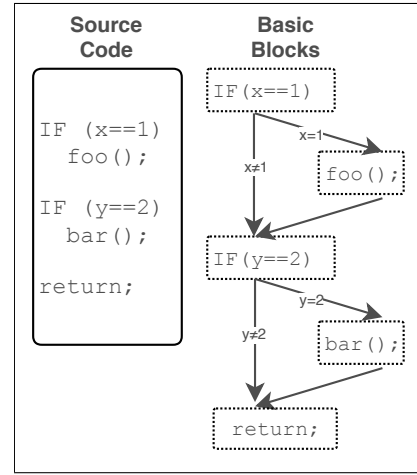 Source
Code
IF (x==1)
foo();
IF (y==2)
bar();
return;
Basic
Blocks
IF(x==1)
x=1
x≠1
foo();
IF(y==2)
y=2
y≠2
bar();
return;